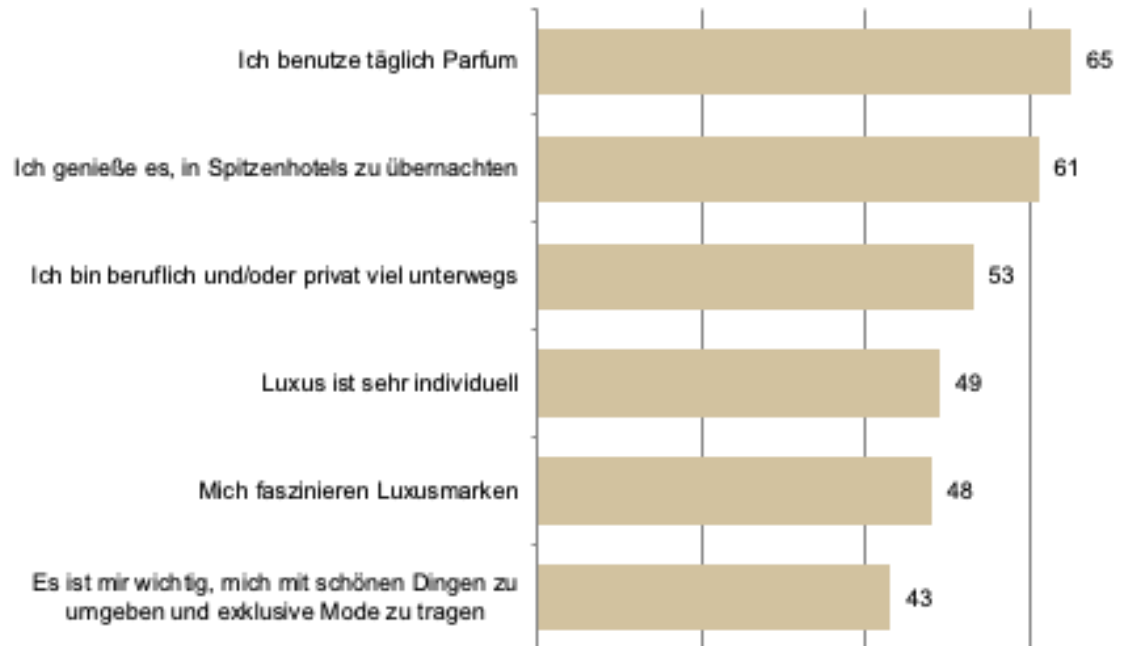 Ich benutze täglich Parfum
65
Ich genieße es, in Spitzenhotels zu übernachten
61
Ich bin beruflich und/oder privat viel unterwegs
53
Luxus ist sehr individuell
49
Mich faszinieren Luxusmarken
48
Es ist mir wichtig, mich mit schönen Dingen zu
umgeben und exklusive Mode zu tragen
43